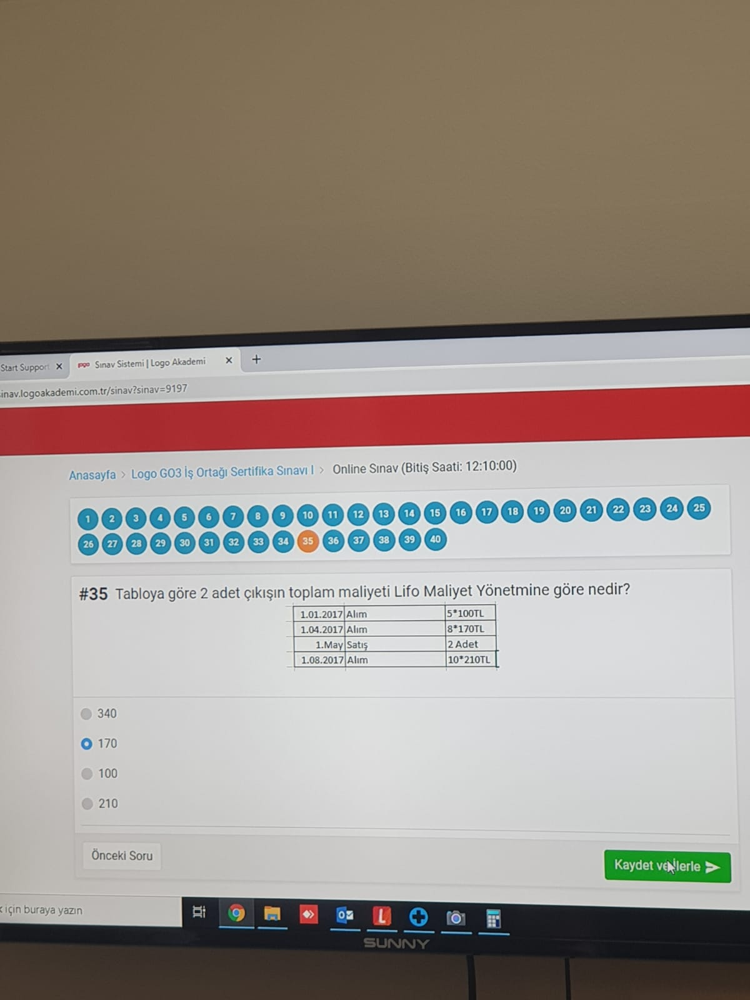 Start Support
logo Sınav Sistemi | Logo Akademi
sinav.logoakademi.com.tr/sinav?sinav=9197
Anasayfa > Logo GO3 İş Ortağı Sertifika Sınavı I > Online Sınav (Bitiş Saati: 12:10:00)
1 2 3 4 5 6 7 8 9 10 11 12 13 14 15 16 17 18 19 20 21 22 23 24 25
26 27 28 29 30 31 32 33 34 35 36 37 38 39 40
#35 Tabloya göre 2 adet çıkışın toplam maliyeti Lifo Maliyet Yönetmine göre nedir?
1.01.2017 Alım 5*100TL
1.04.2017 Alım 8*170TL
1.May Satış 2 Adet
1.08.2017 Alım 10*210TL
340
170
100
210
Önceki Soru
Kaydet ve İlerle
için buraya yazın
SUNNY